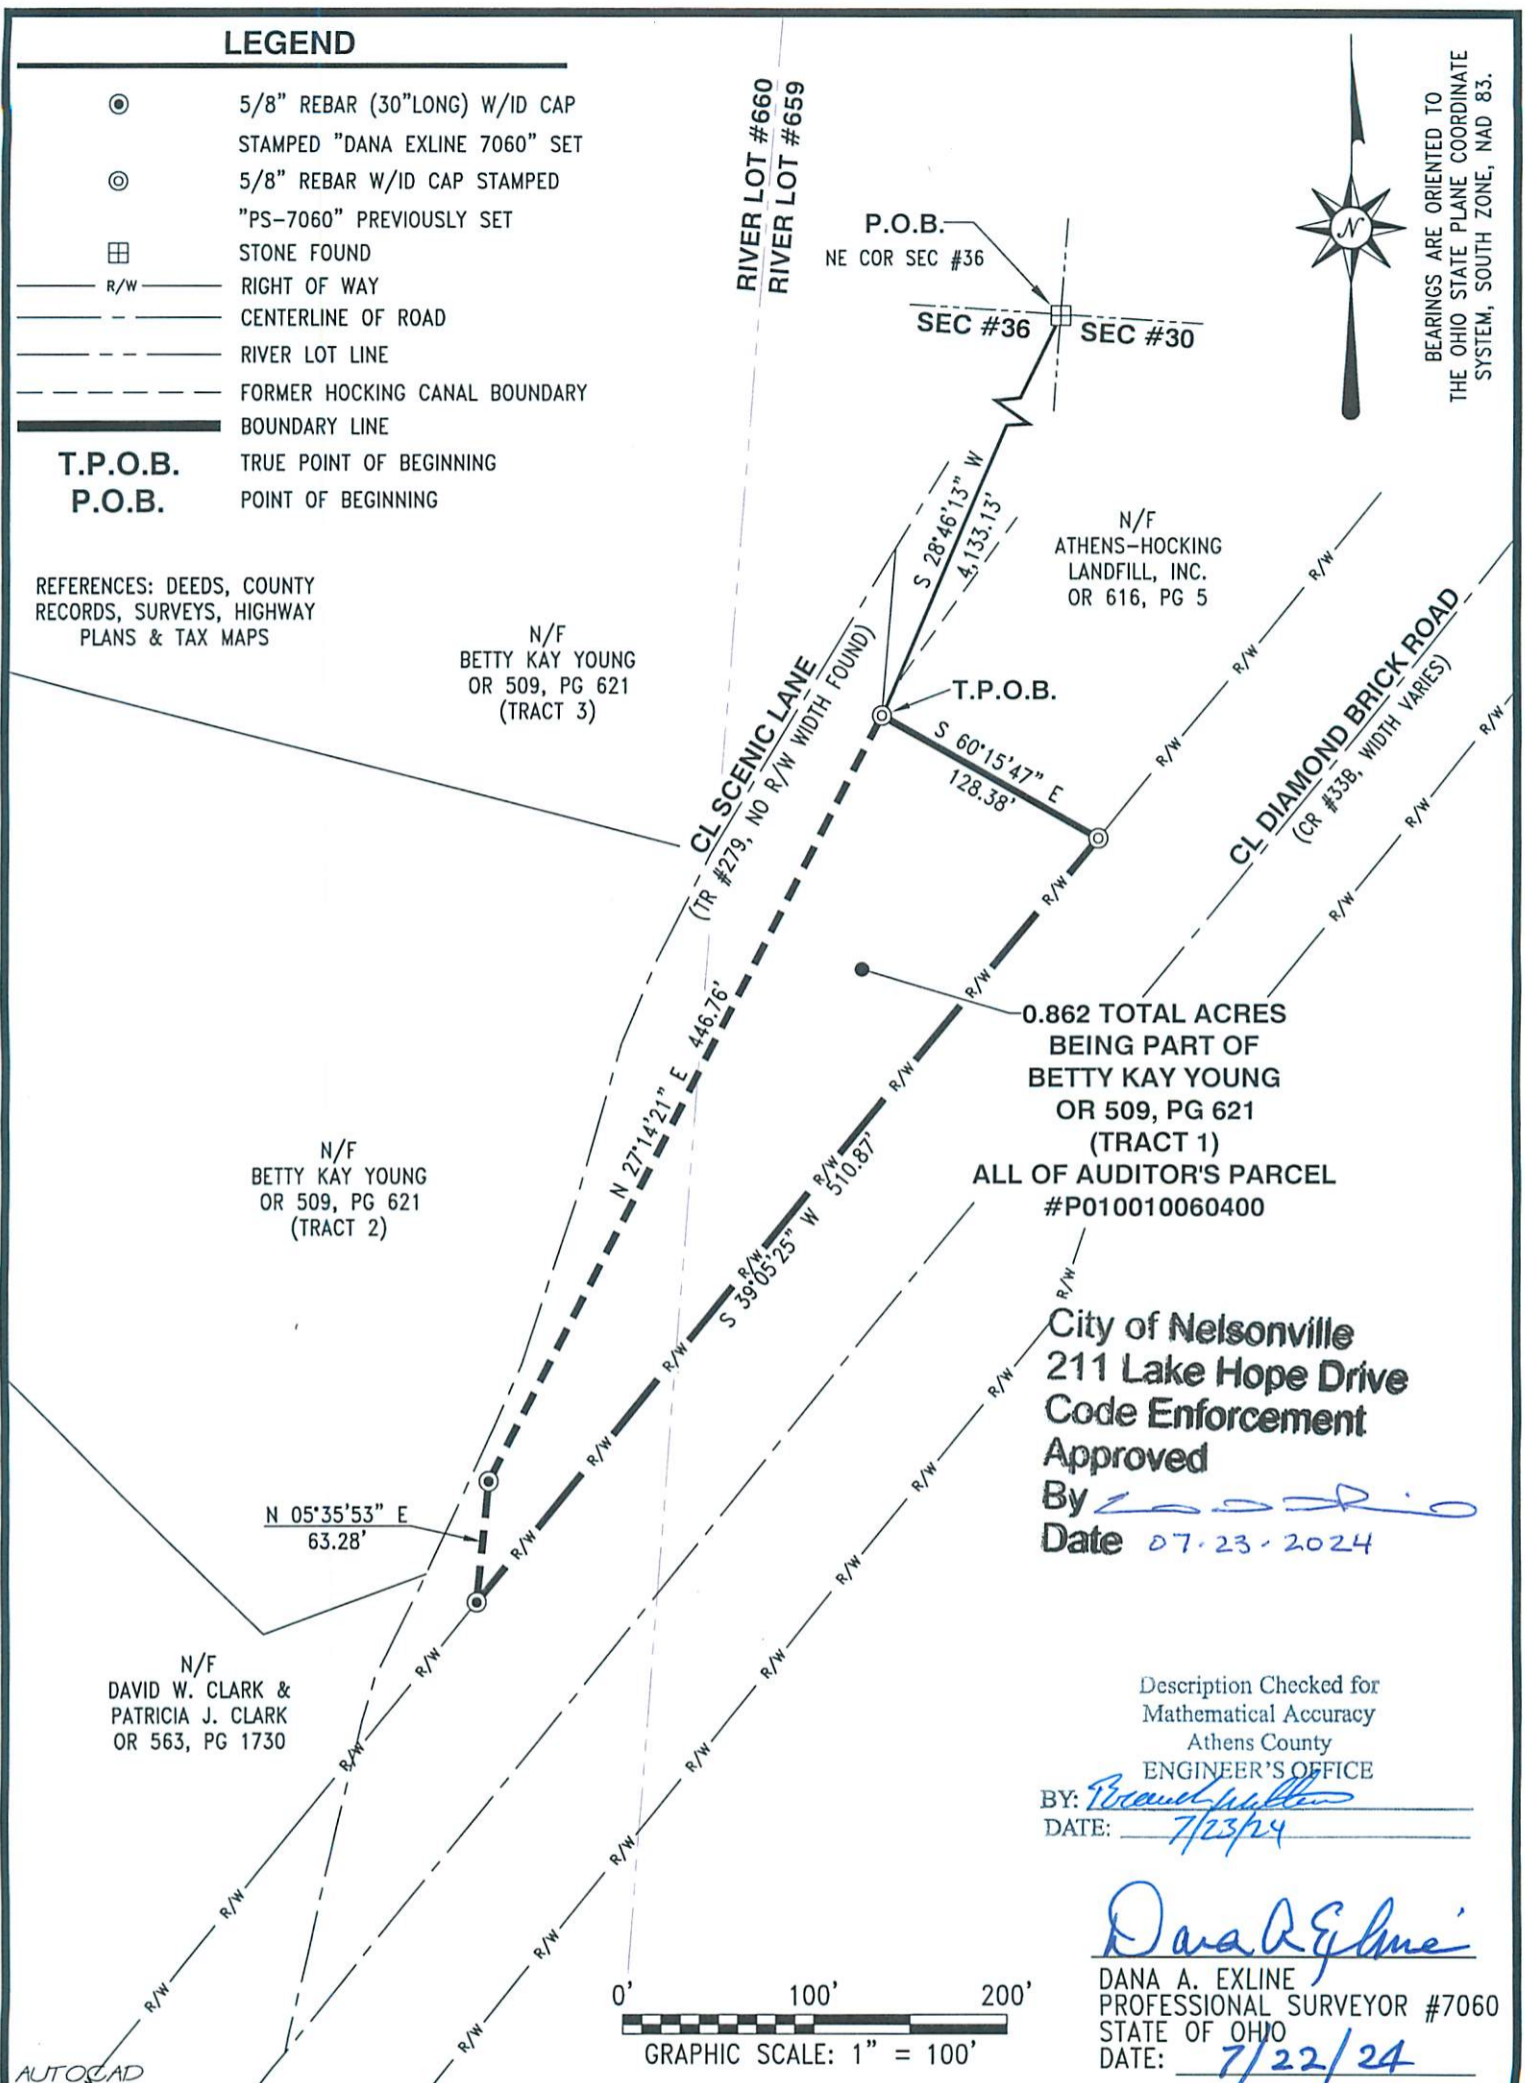 LEGEND
5/8" REBAR (30"LONG) W/ID CAP
STAMPED "DANA EXLINE 7060" SET
5/8" REBAR W/ID CAP STAMPED
"PS-7060" PREVIOUSLY SET
STONE FOUND
R/W
RIGHT OF WAY
CENTERLINE OF ROAD
RIVER LOT LINE
FORMER HOCKING CANAL BOUNDARY
BOUNDARY LINE
T.P.O.B.
TRUE POINT OF BEGINNING
P.O.B.
POINT OF BEGINNING
REFERENCES: DEEDS, COUNTY
RECORDS, SURVEYS, HIGHWAY
PLANS & TAX MAPS
RIVER LOT #660
RIVER LOT #659
P.O.B.
NE COR SEC #36
SEC #36
SEC #30
N
BEARINGS ARE ORIENTED TO
THE OHIO STATE PLANE COORDINATE
SYSTEM, SOUTH ZONE, NAD 83.
S 28°46'13" W
4,133.13'
N/F
ATHENS-HOCKING
LANDFILL, INC.
OR 616, PG 5
N/F
BETTY KAY YOUNG
OR 509, PG 621
(TRACT 3)
CL SCENIC LANE
(TR #279, NO R/W WIDTH FOUND)
T.P.O.B.
S 60°15'47" E
128.38'
R/W
R/W
R/W
CL DIAMOND BRICK ROAD
(CR #33B, WIDTH VARIES)
R/W
R/W
R/W
R/W
R/W
R/W
R/W
R/W
R/W
R/W
R/W
N 27°14'21" E 446.76'
S 39°05'25" W 510.87'
0.862 TOTAL ACRES
BEING PART OF
BETTY KAY YOUNG
OR 509, PG 621
(TRACT 1)
ALL OF AUDITOR'S PARCEL
#P010010060400
N/F
BETTY KAY YOUNG
OR 509, PG 621
(TRACT 2)
R/W
R/W
R/W
R/W
R/W
R/W
R/W
R/W
City of Nelsonville
211 Lake Hope Drive
Code Enforcement
Approved
By
Date 07.23.2024
N 05°35'53" E
63.28'
N/F
DAVID W. CLARK &
PATRICIA J. CLARK
OR 563, PG 1730
R/W
R/W
R/W
R/W
R/W
Description Checked for
Mathematical Accuracy
Athens County
ENGINEER'S OFFICE
BY:
DATE: 7/23/24
Dana A Exline
DANA A. EXLINE
PROFESSIONAL SURVEYOR #7060
STATE OF OHIO
DATE: 7/22/24
0' 100' 200'
GRAPHIC SCALE: 1" = 100'
AUTOCAD